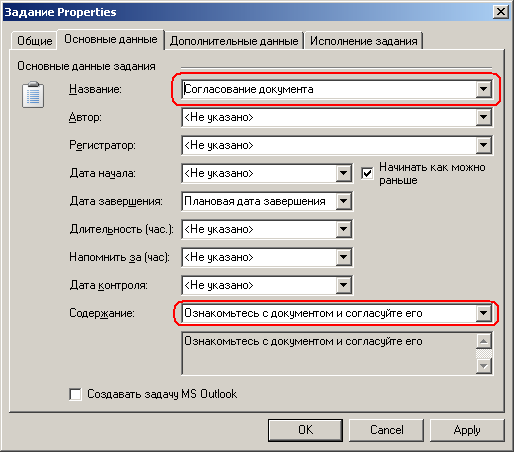 Задание Properties
Общие Основные данные Дополнительные данные Исполнение задания
Основные данные задания
Название: Согласование документа
Автор: <Не указано>
Регистратор: <Не указано>
Дата начала: <Не указано> Начинать как можно
раньше
Дата завершения: Плановая дата завершения
Длительность (час.): <Не указано>
Напомнить за (час): <Не указано>
Дата контроля: <Не указано>
Содержание: Ознакомьтесь с документом и согласуйте его
Ознакомьтесь с документом и согласуйте его
Создавать задачу MS Outlook
OK Cancel Apply